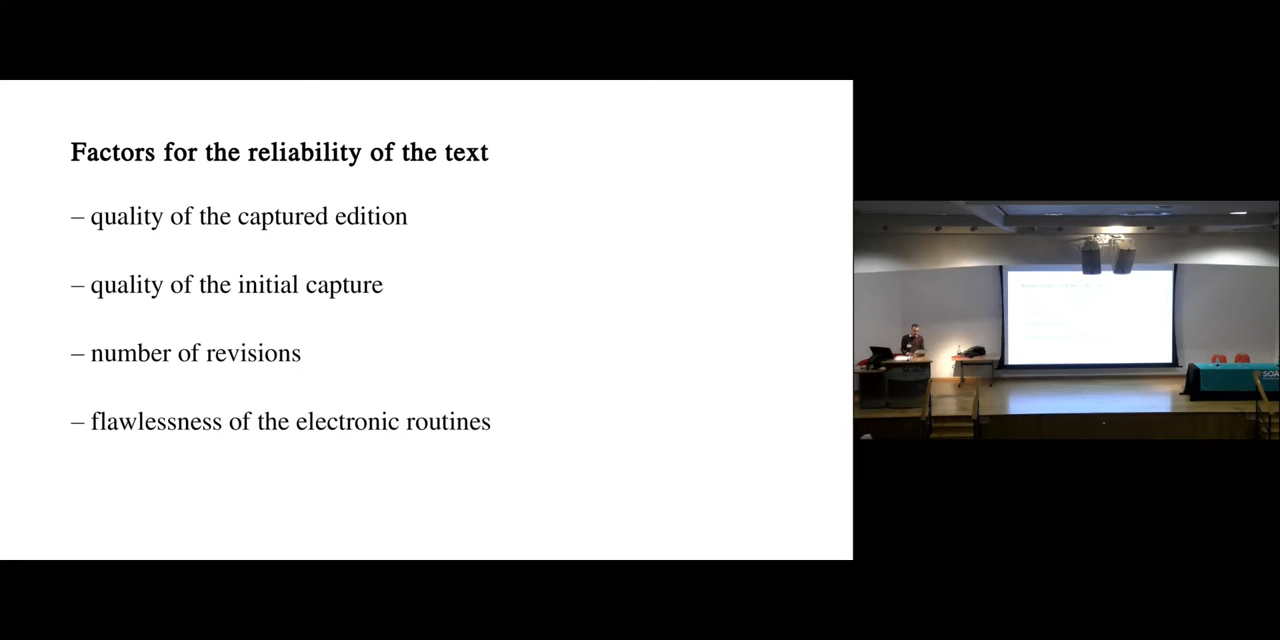 Factors for the reliability of the text
– quality of the captured edition
– quality of the initial capture
– number of revisions
– flawlessness of the electronic routines